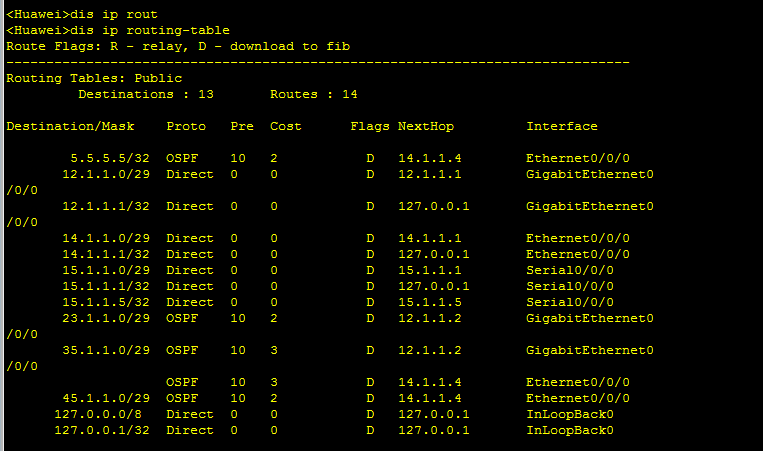 <Huawei>dis ip rout
<Huawei>dis ip routing-table
Route Flags: R - relay, D - download to fib
------------------------------------------------------------------------------
Routing Tables: Public
         Destinations : 13       Routes : 14

Destination/Mask    Proto   Pre  Cost      Flags NextHop         Interface

        5.5.5.5/32  OSPF    10   2           D   14.1.1.4        Ethernet0/0/0
       12.1.1.0/29  Direct  0    0           D   12.1.1.1        GigabitEthernet0
/0/0
       12.1.1.1/32  Direct  0    0           D   127.0.0.1       GigabitEthernet0
/0/0
       14.1.1.0/29  Direct  0    0           D   14.1.1.1        Ethernet0/0/0
       14.1.1.1/32  Direct  0    0           D   127.0.0.1       Ethernet0/0/0
       15.1.1.0/29  Direct  0    0           D   15.1.1.1        Serial0/0/0
       15.1.1.1/32  Direct  0    0           D   127.0.0.1       Serial0/0/0
       15.1.1.5/32  Direct  0    0           D   15.1.1.5        Serial0/0/0
       23.1.1.0/29  OSPF    10   2           D   12.1.1.2        GigabitEthernet0
/0/0
       35.1.1.0/29  OSPF    10   3           D   12.1.1.2        GigabitEthernet0
/0/0
                    OSPF    10   3           D   14.1.1.4        Ethernet0/0/0
       45.1.1.0/29  OSPF    10   2           D   14.1.1.4        Ethernet0/0/0
      127.0.0.0/8   Direct  0    0           D   127.0.0.1       InLoopBack0
      127.0.0.1/32  Direct  0    0           D   127.0.0.1       InLoopBack0